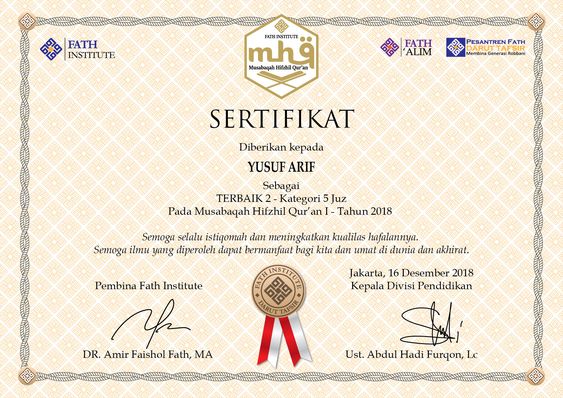 FATH
INSTITUTE
FATH INSTITUTE
mhq
Musabaqah Hifzhil Qur'an
FATH
'ALIM
PESANTREN FATH
DARUT TAFSIR
Membina Generasi Robbani
SERTIFIKAT
Diberikan kepada
YUSUF ARIF
Sebagai
TERBAIK 2 - Kategori 5 Juz
Pada Musabaqah Hifzhil Qur'an I - Tahun 2018
Semoga selalu istiqomah dan meningkatkan kualilas hafalannya.
Semoga ilmu yang diperoleh dapat bermanfaat bagi kita dan umat di dunia dan akhirat.
Jakarta, 16 Desember 2018
Pembina Fath Institute
Kepala Divisi Pendidikan
FATH INSTITUTE
DARUT TAFSIR
DR. Amir Faishol Fath, MA
Ust. Abdul Hadi Furqon, Lc